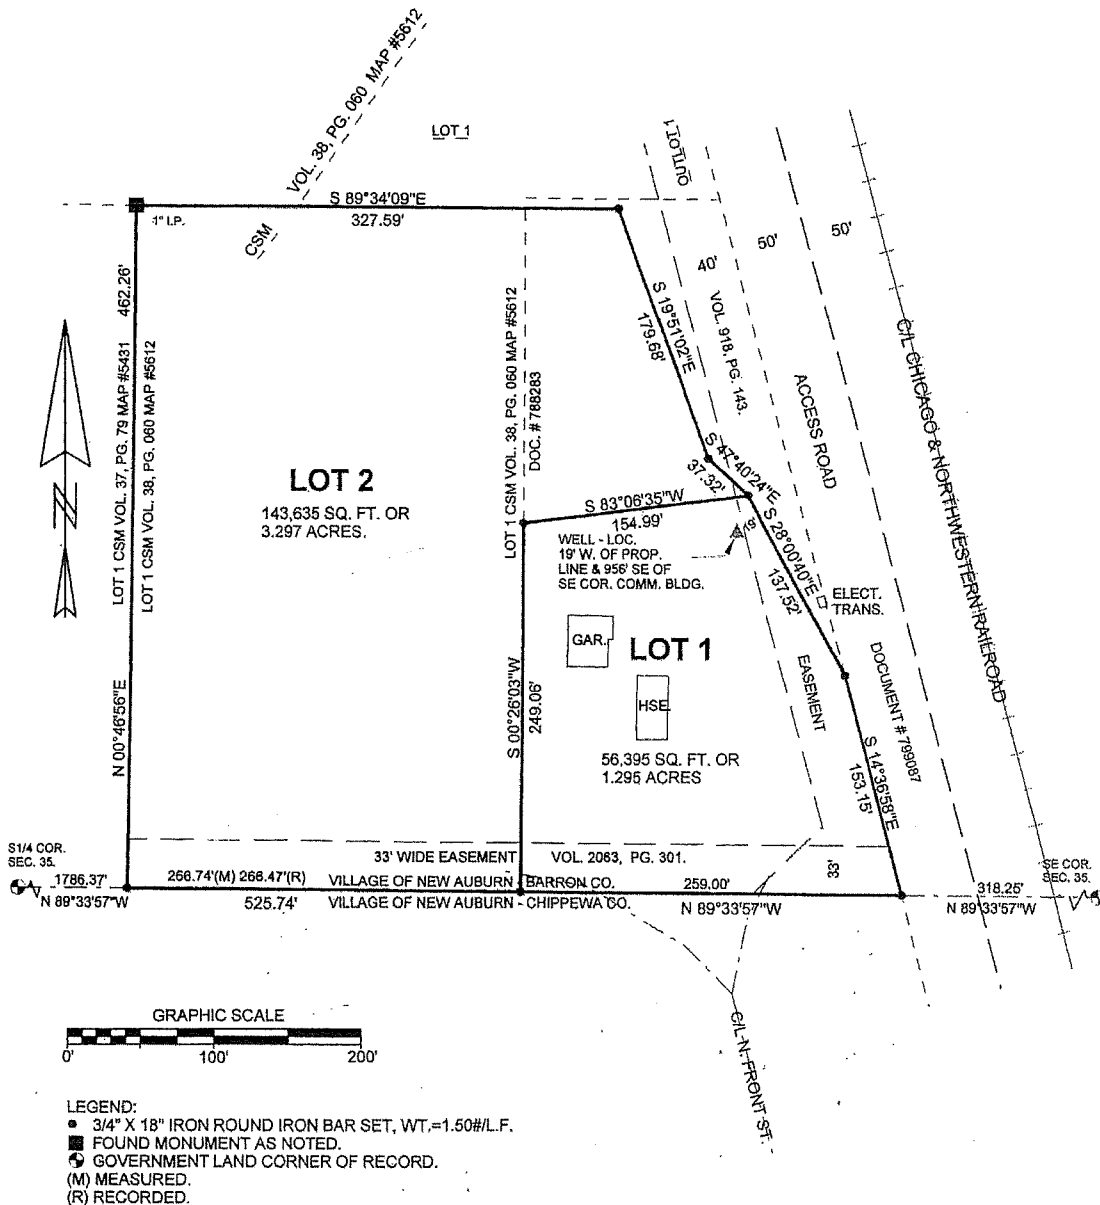 VOL. 38, PG. 060 MAP #5612
CSM
LOT 1
OUTLOT 1
S 89°34'09"E
327.59'
1" I.P.
50'
50'
40'
462.26'
LOT 1 CSM VOL. 37, PG. 79 MAP #5431
LOT 1 CSM VOL. 38, PG. 060 MAP #5612
N 00°46'56"E
LOT 1 CSM VOL. 38, PG. 060 MAP #5612
DOC. # 788283
S 19°51'02"E
179.68'
VOL. 918. PG. 143.
ACCESS ROAD
C/L CHICAGO & NORTHWESTERN RAILROAD
N
LOT 2
143,635 SQ. FT. OR
3.297 ACRES.
S 47°40'24"E
37.32'
S 83°06'35"W
154.99'
WELL - LOC.
19' W. OF PROP.
LINE & 956' SE OF
SE COR. COMM. BLDG.
19'
S 28°00'40"E
137.52'
ELECT.
TRANS.
GAR.
LOT 1
HSE.
56,395 SQ. FT. OR
1.295 ACRES
S 00°26'03"W
249.06'
EASEMENT
DOCUMENT # 799087
S 14°36'58"E
153.15'
33' WIDE EASEMENT VOL. 2063, PG. 301.
33'
S1/4 COR.
SEC. 35.
1786.37'
N 89°33'57"W
266.74'(M) 266.47'(R)
VILLAGE OF NEW AUBURN - BARRON CO.
259.00'
525.74'
VILLAGE OF NEW AUBURN - CHIPPEWA CO.
N 89°33'57"W
SE COR.
SEC. 35.
318.25'
N 89°33'57"W
C/L N. FRONT ST.
GRAPHIC SCALE
0' 100' 200'
LEGEND:
3/4" X 18" IRON ROUND IRON BAR SET, WT.=1.50#/L.F.
FOUND MONUMENT AS NOTED.
GOVERNMENT LAND CORNER OF RECORD.
(M) MEASURED.
(R) RECORDED.